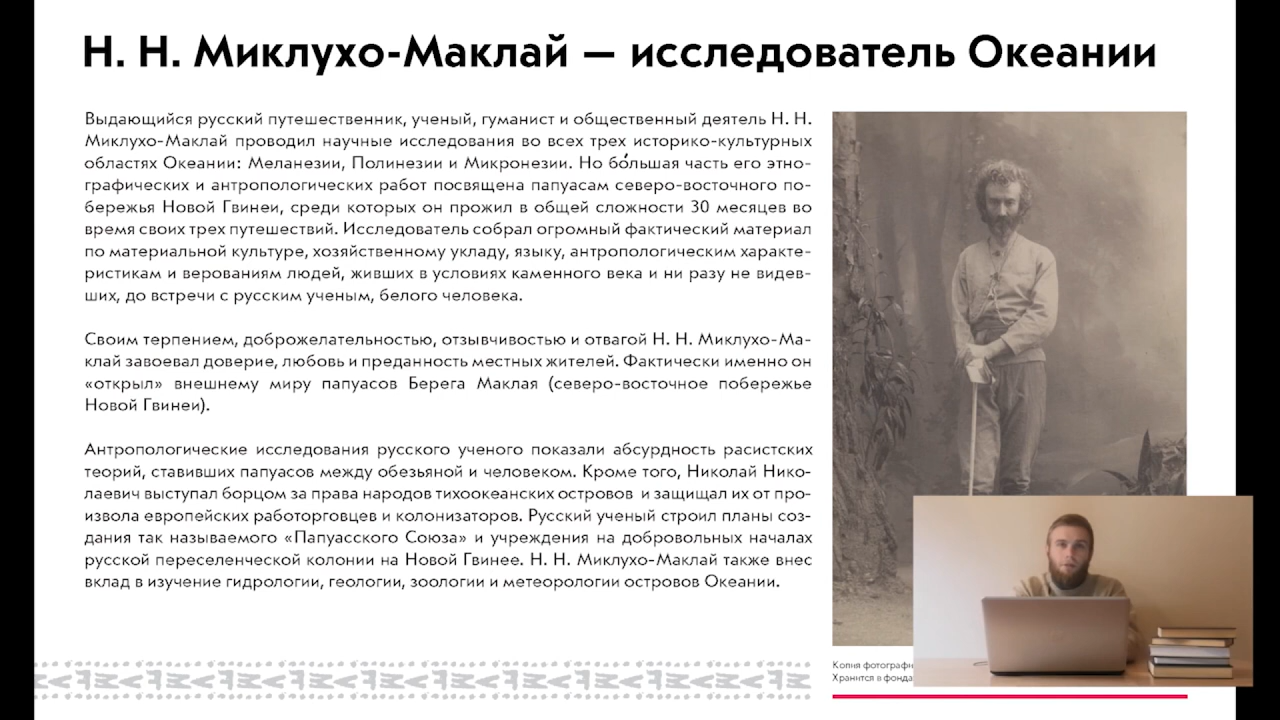 Н. Н. Миклухо-Маклай — исследователь Океании
Выдающийся русский путешественник, ученый, гуманист и общественный деятель Н. Н.
Миклухо-Маклай проводил научные исследования во всех трех историко-культурных
областях Океании: Меланезии, Полинезии и Микронезии. Но бо́льшая часть его этно-
графических и антропологических работ посвящена папуасам северо-восточного по-
бережья Новой Гвинеи, среди которых он прожил в общей сложности 30 месяцев во
время своих трех путешествий. Исследователь собрал огромный фактический материал
по материальной культуре, хозяйственному укладу, языку, антропологическим характе-
ристикам и верованиям людей, живших в условиях каменного века и ни разу не видев-
ших, до встречи с русским ученым, белого человека.
Своим терпением, доброжелательностью, отзывчивостью и отвагой Н. Н. Миклухо-Ма-
клай завоевал доверие, любовь и преданность местных жителей. Фактически именно он
«открыл» внешнему миру папуасов Берега Маклая (северо-восточное побережье
Новой Гвинеи).
Антропологические исследования русского ученого показали абсурдность расистских
теорий, ставивших папуасов между обезьяной и человеком. Кроме того, Николай Нико-
лаевич выступал борцом за права народов тихоокеанских островов и защищал их от про-
извола европейских работорговцев и колонизаторов. Русский ученый строил планы соз-
дания так называемого «Папуасского Союза» и учреждения на добровольных началах
русской переселенческой колонии на Новой Гвинее. Н. Н. Миклухо-Маклай также внес
вклад в изучение гидрологии, геологии, зоологии и метеорологии островов Океании.
Копия фотографи
Хранится в фонда